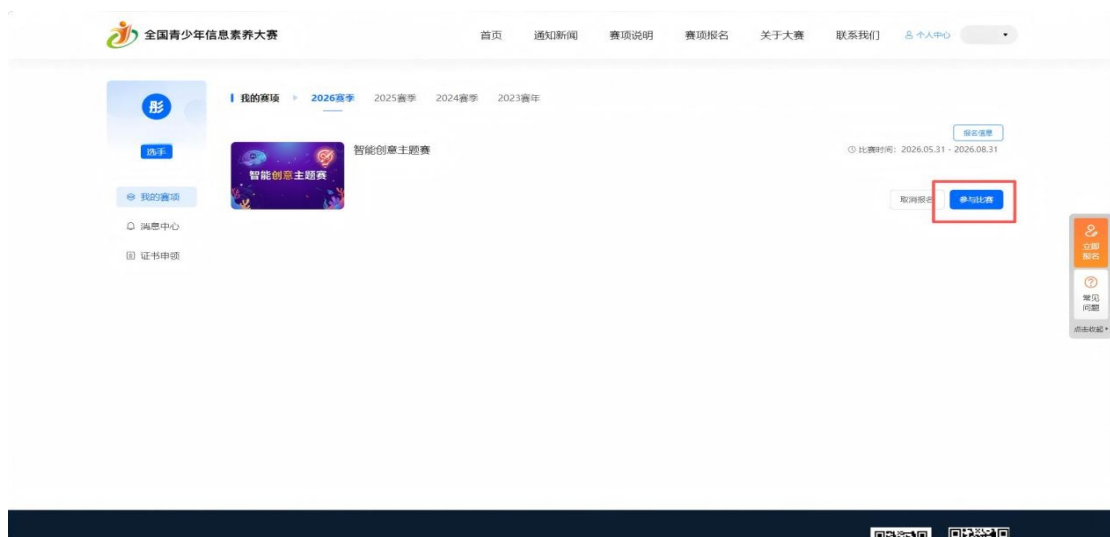 全国青少年信息素养大赛
首页 通知新闻 赛项说明 赛项报名 关于大赛 联系我们 个人中心
彤
选手
我的赛项
消息中心
证书申领
我的赛项 2026赛季 2025赛季 2024赛季 2023赛年
智能创意主题赛
智能创意主题赛
报名信息
比赛时间：2026.05.31 - 2026.08.31
取消报名 参与比赛
立即
报名
常见
问题
点击收起